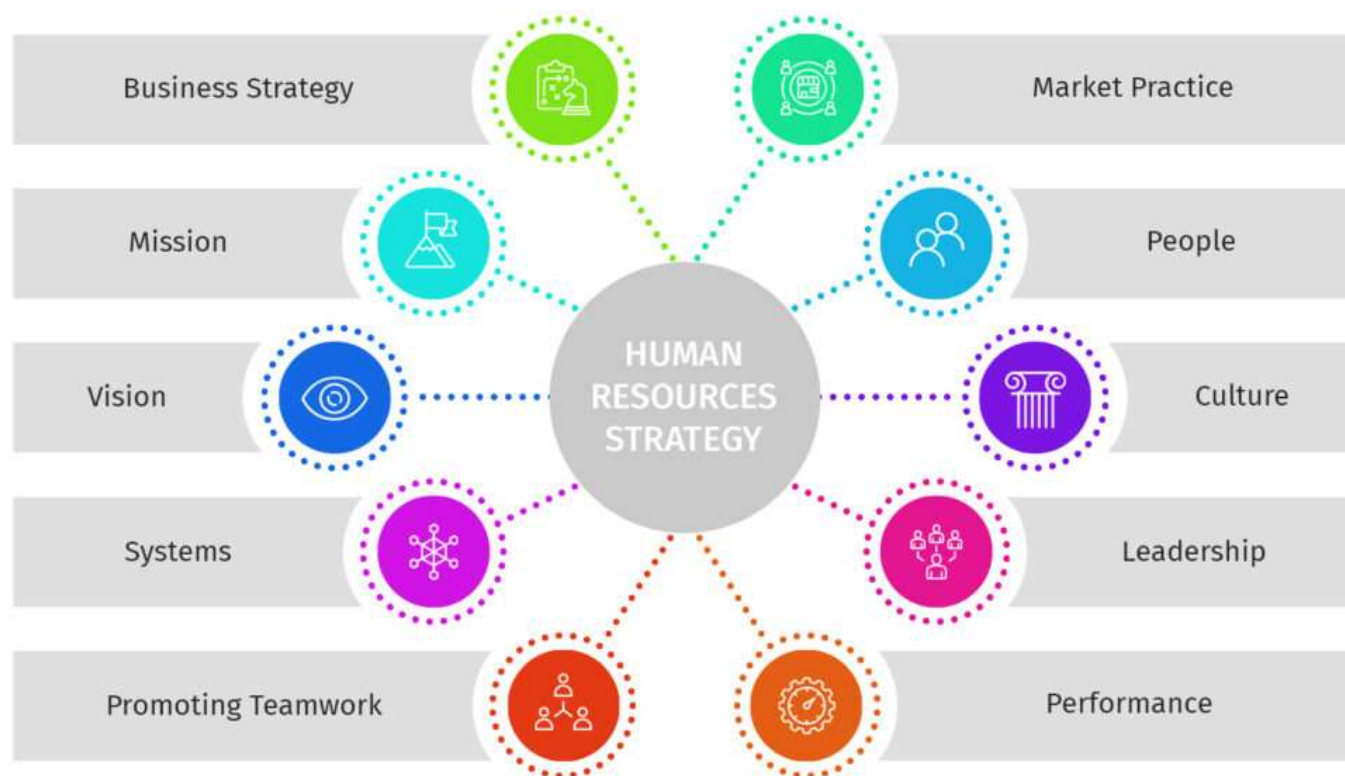 Business Strategy
Market Practice
Mission
People
Vision
HUMAN
RESOURCES
STRATEGY
Culture
Systems
Leadership
Promoting Teamwork
Performance